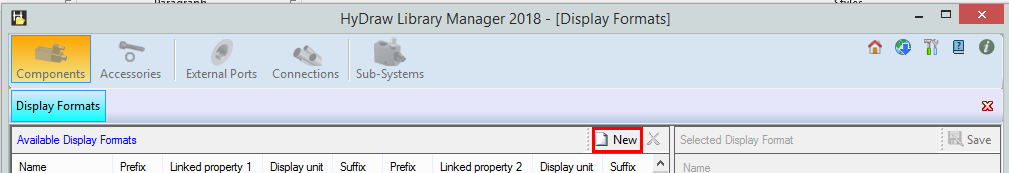 Paragraph
Styles
HyDraw Library Manager 2018 - [Display Formats]
Components Accessories External Ports Connections Sub-Systems
Display Formats
Available Display Formats New Selected Display Format Save
Name Prefix Linked property 1 Display unit Suffix Prefix Linked property 2 Display unit Suffix Name